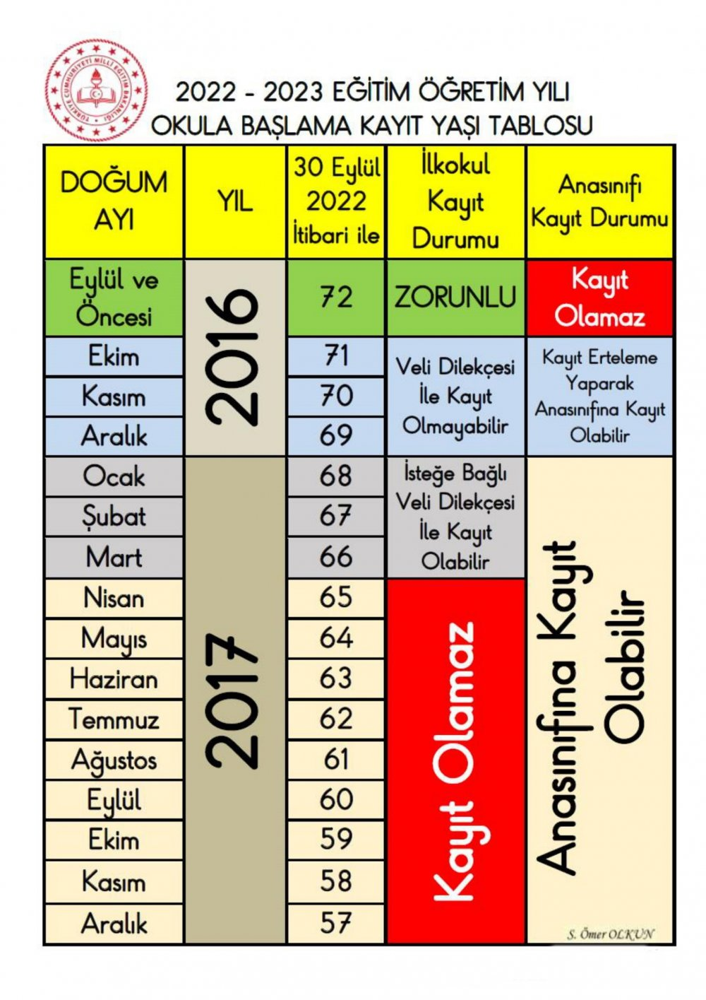 TÜRKİYE CUMHURİYETİ MİLLİ EĞİTİM BAKANLIĞI
2022 - 2023 EĞİTİM ÖĞRETİM YILI
OKULA BAŞLAMA KAYIT YAŞI TABLOSU
DOĞUM
AYI
YIL
30 Eylül
2022
İtibari ile
İlkokul
Kayıt
Durumu
Anasınıfı
Kayıt Durumu
Eylül ve
Öncesi
2016
72
ZORUNLU
Kayıt
Olamaz
Ekim
71
Kasım
70
Aralık
69
Veli Dilekçesi
İle Kayıt
Olmayabilir
Kayıt Erteleme
Yaparak
Anasınıfına Kayıt
Olabilir
Ocak
2017
68
Şubat
67
Mart
66
İsteğe Bağlı
Veli Dilekçesi
İle Kayıt
Olabilir
Anasınıfına Kayıt
Olabilir
Nisan
65
Mayıs
64
Haziran
63
Temmuz
62
Ağustos
61
Eylül
60
Ekim
59
Kasım
58
Aralık
57
Kayıt Olamaz
S. Ömer OLKUN